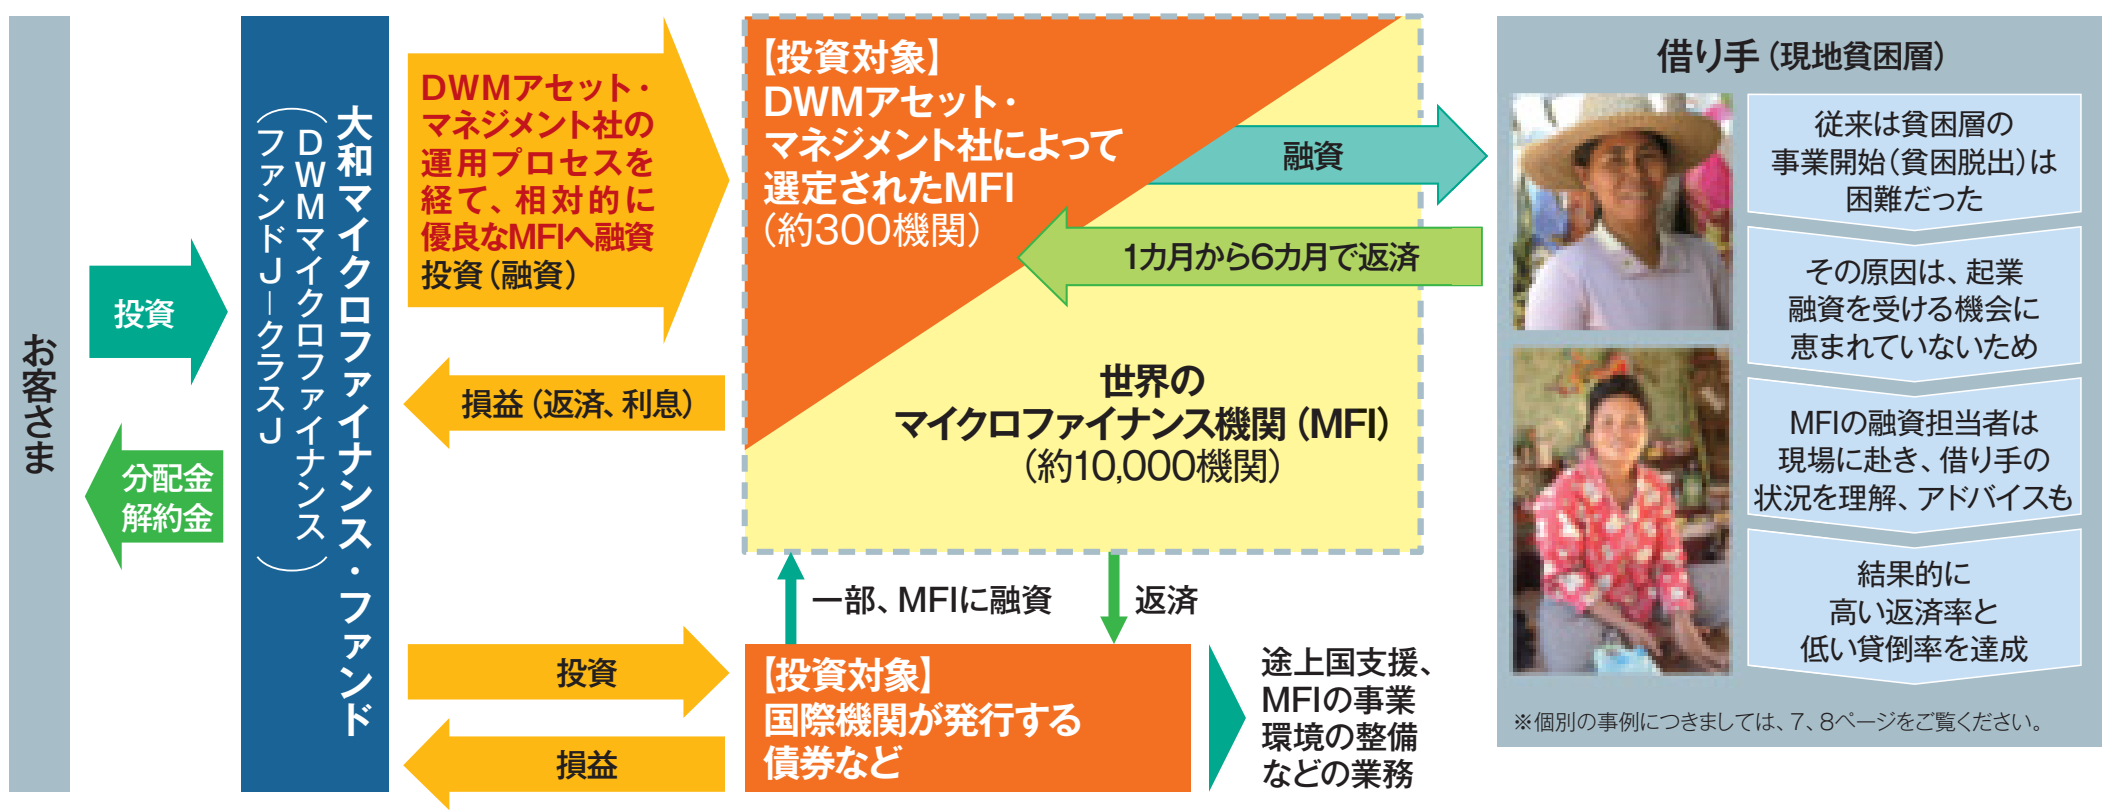 お客さま
投資
分配金
解約金
大和マイクロファイナンス・ファンド
（DWMマイクロファイナンス
ファンドJ－クラスJ）
DWMアセット・
マネジメント社の
運用プロセスを
経て、相対的に
優良なMFIへ融資
投資（融資）
損益（返済、利息）
投資
損益
【投資対象】
DWMアセット・
マネジメント社によって
選定されたMFI
（約300機関）
世界の
マイクロファイナンス機関（MFI）
（約10,000機関）
融資
1カ月から6カ月で返済
一部、MFIに融資
返済
【投資対象】
国際機関が発行する
債券など
途上国支援、
MFIの事業
環境の整備
などの業務
借り手（現地貧困層）
従来は貧困層の
事業開始（貧困脱出）は
困難だった
その原因は、起業
融資を受ける機会に
恵まれていないため
MFIの融資担当者は
現場に赴き、借り手の
状況を理解、アドバイスも
結果的に
高い返済率と
低い貸倒率を達成
※個別の事例につきましては、7、8ページをご覧ください。